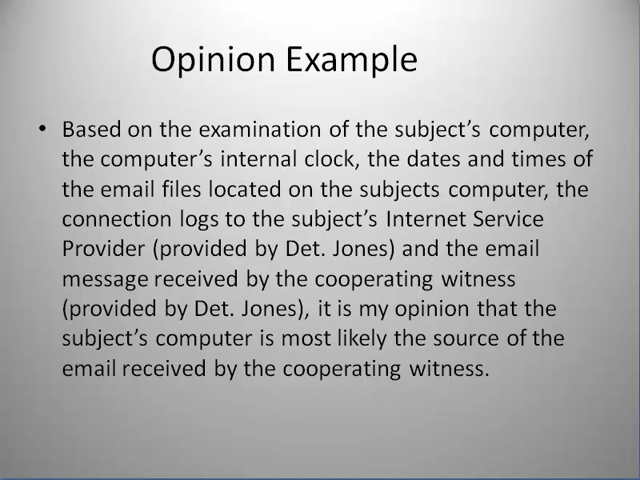 Opinion Example
• Based on the examination of the subject's computer,
the computer's internal clock, the dates and times of
the email files located on the subjects computer, the
connection logs to the subject's Internet Service
Provider (provided by Det. Jones) and the email
message received by the cooperating witness
(provided by Det. Jones), it is my opinion that the
subject's computer is most likely the source of the
email received by the cooperating witness.